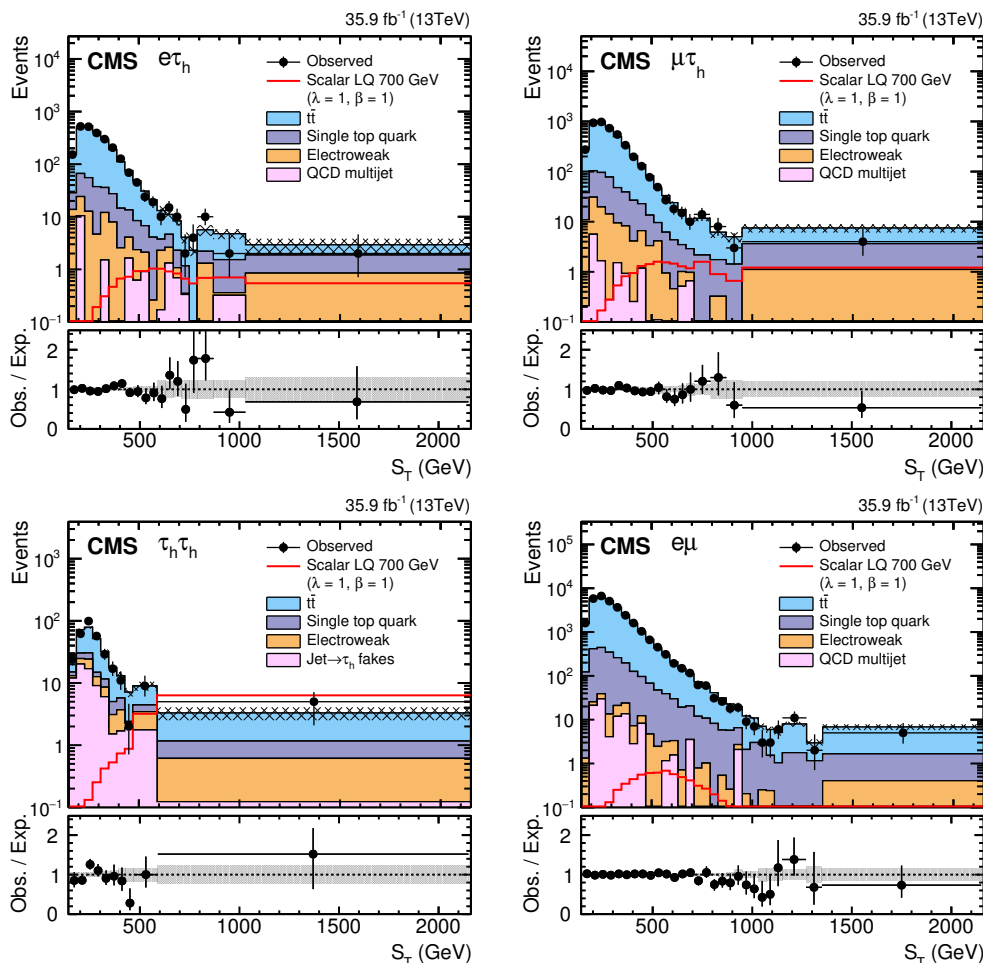 35.9 fb⁻¹ (13TeV)
CMS eτₕ
Events
10⁴
10³
10²
10
1
10⁻¹
Observed
Scalar LQ 700 GeV
(λ = 1, β = 1)
tt̄
Single top quark
Electroweak
QCD multijet
Obs. / Exp.
2
1
0
500 1000 1500 2000
S_T (GeV)
35.9 fb⁻¹ (13TeV)
CMS μτₕ
Events
10⁴
10³
10²
10
1
10⁻¹
Observed
Scalar LQ 700 GeV
(λ = 1, β = 1)
tt̄
Single top quark
Electroweak
QCD multijet
Obs. / Exp.
2
1
0
500 1000 1500 2000
S_T (GeV)
35.9 fb⁻¹ (13TeV)
CMS τₕτₕ
Events
10³
10²
10
1
10⁻¹
Observed
Scalar LQ 700 GeV
(λ = 1, β = 1)
tt̄
Single top quark
Electroweak
Jet→τₕ fakes
Obs. / Exp.
2
1
0
500 1000 1500 2000
S_T (GeV)
35.9 fb⁻¹ (13TeV)
CMS eμ
Events
10⁵
10⁴
10³
10²
10
1
10⁻¹
Observed
Scalar LQ 700 GeV
(λ = 1, β = 1)
tt̄
Single top quark
Electroweak
QCD multijet
Obs. / Exp.
2
1
0
500 1000 1500 2000
S_T (GeV)